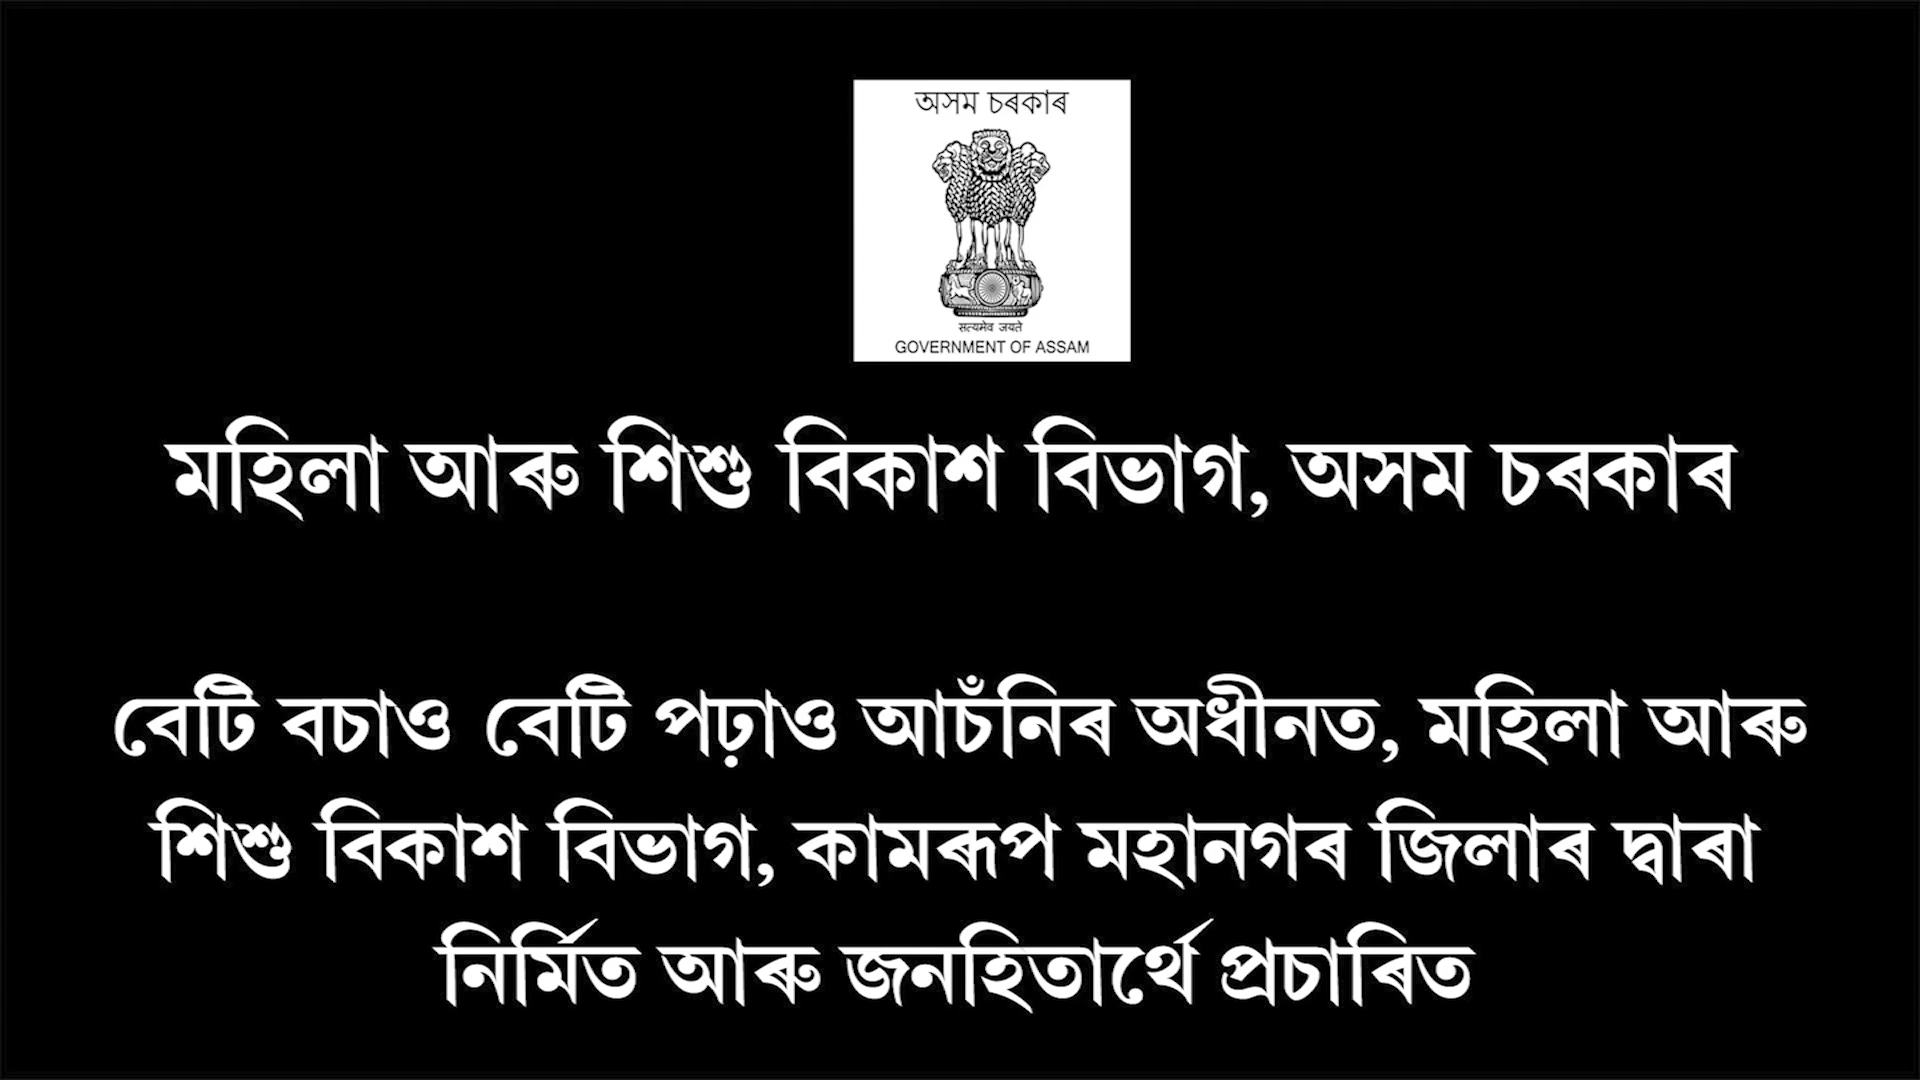 অসম চৰকাৰ
सत्यमेव जयते
GOVERNMENT OF ASSAM
মহিলা আৰু শিশু বিকাশ বিভাগ, অসম চৰকাৰ
বেটি বচাও বেটি পঢ়াও আচঁনিৰ অধীনত, মহিলা আৰু
শিশু বিকাশ বিভাগ, কামৰূপ মহানগৰ জিলাৰ দ্বাৰা
নিৰ্মিত আৰু জনহিতাৰ্থে প্ৰচাৰিত